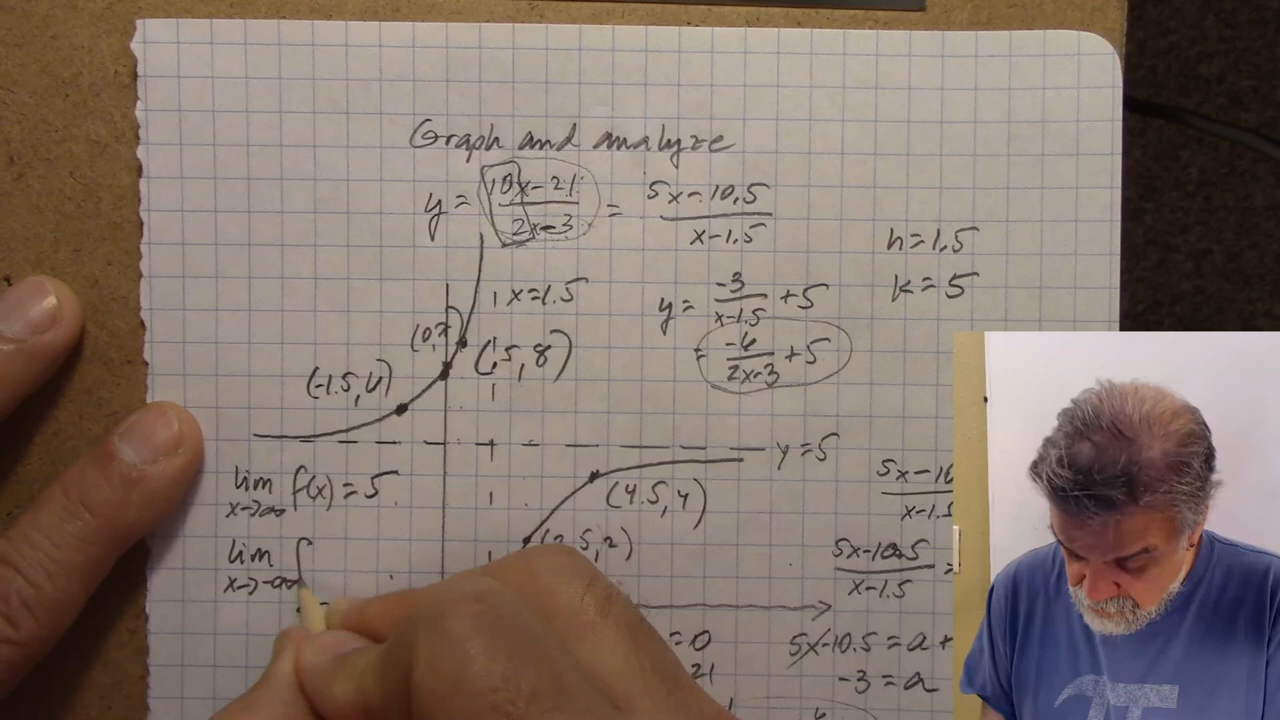 Graph and analyze
y = 10x-21 / 2x-3 = 5x-10.5 / x-1.5
h=1.5
k=5
x=1.5
y = -3 / x-1.5 +5
= -6 / 2x-3 +5
(.5,8)
(-1.5,4)
y=5
lim x→∞ f(x) = 5
(4.5,4)
lim x→-∞
5x-10.5 / x-1.5 =
=0
5x-10.5 = a +
21
-3 = a